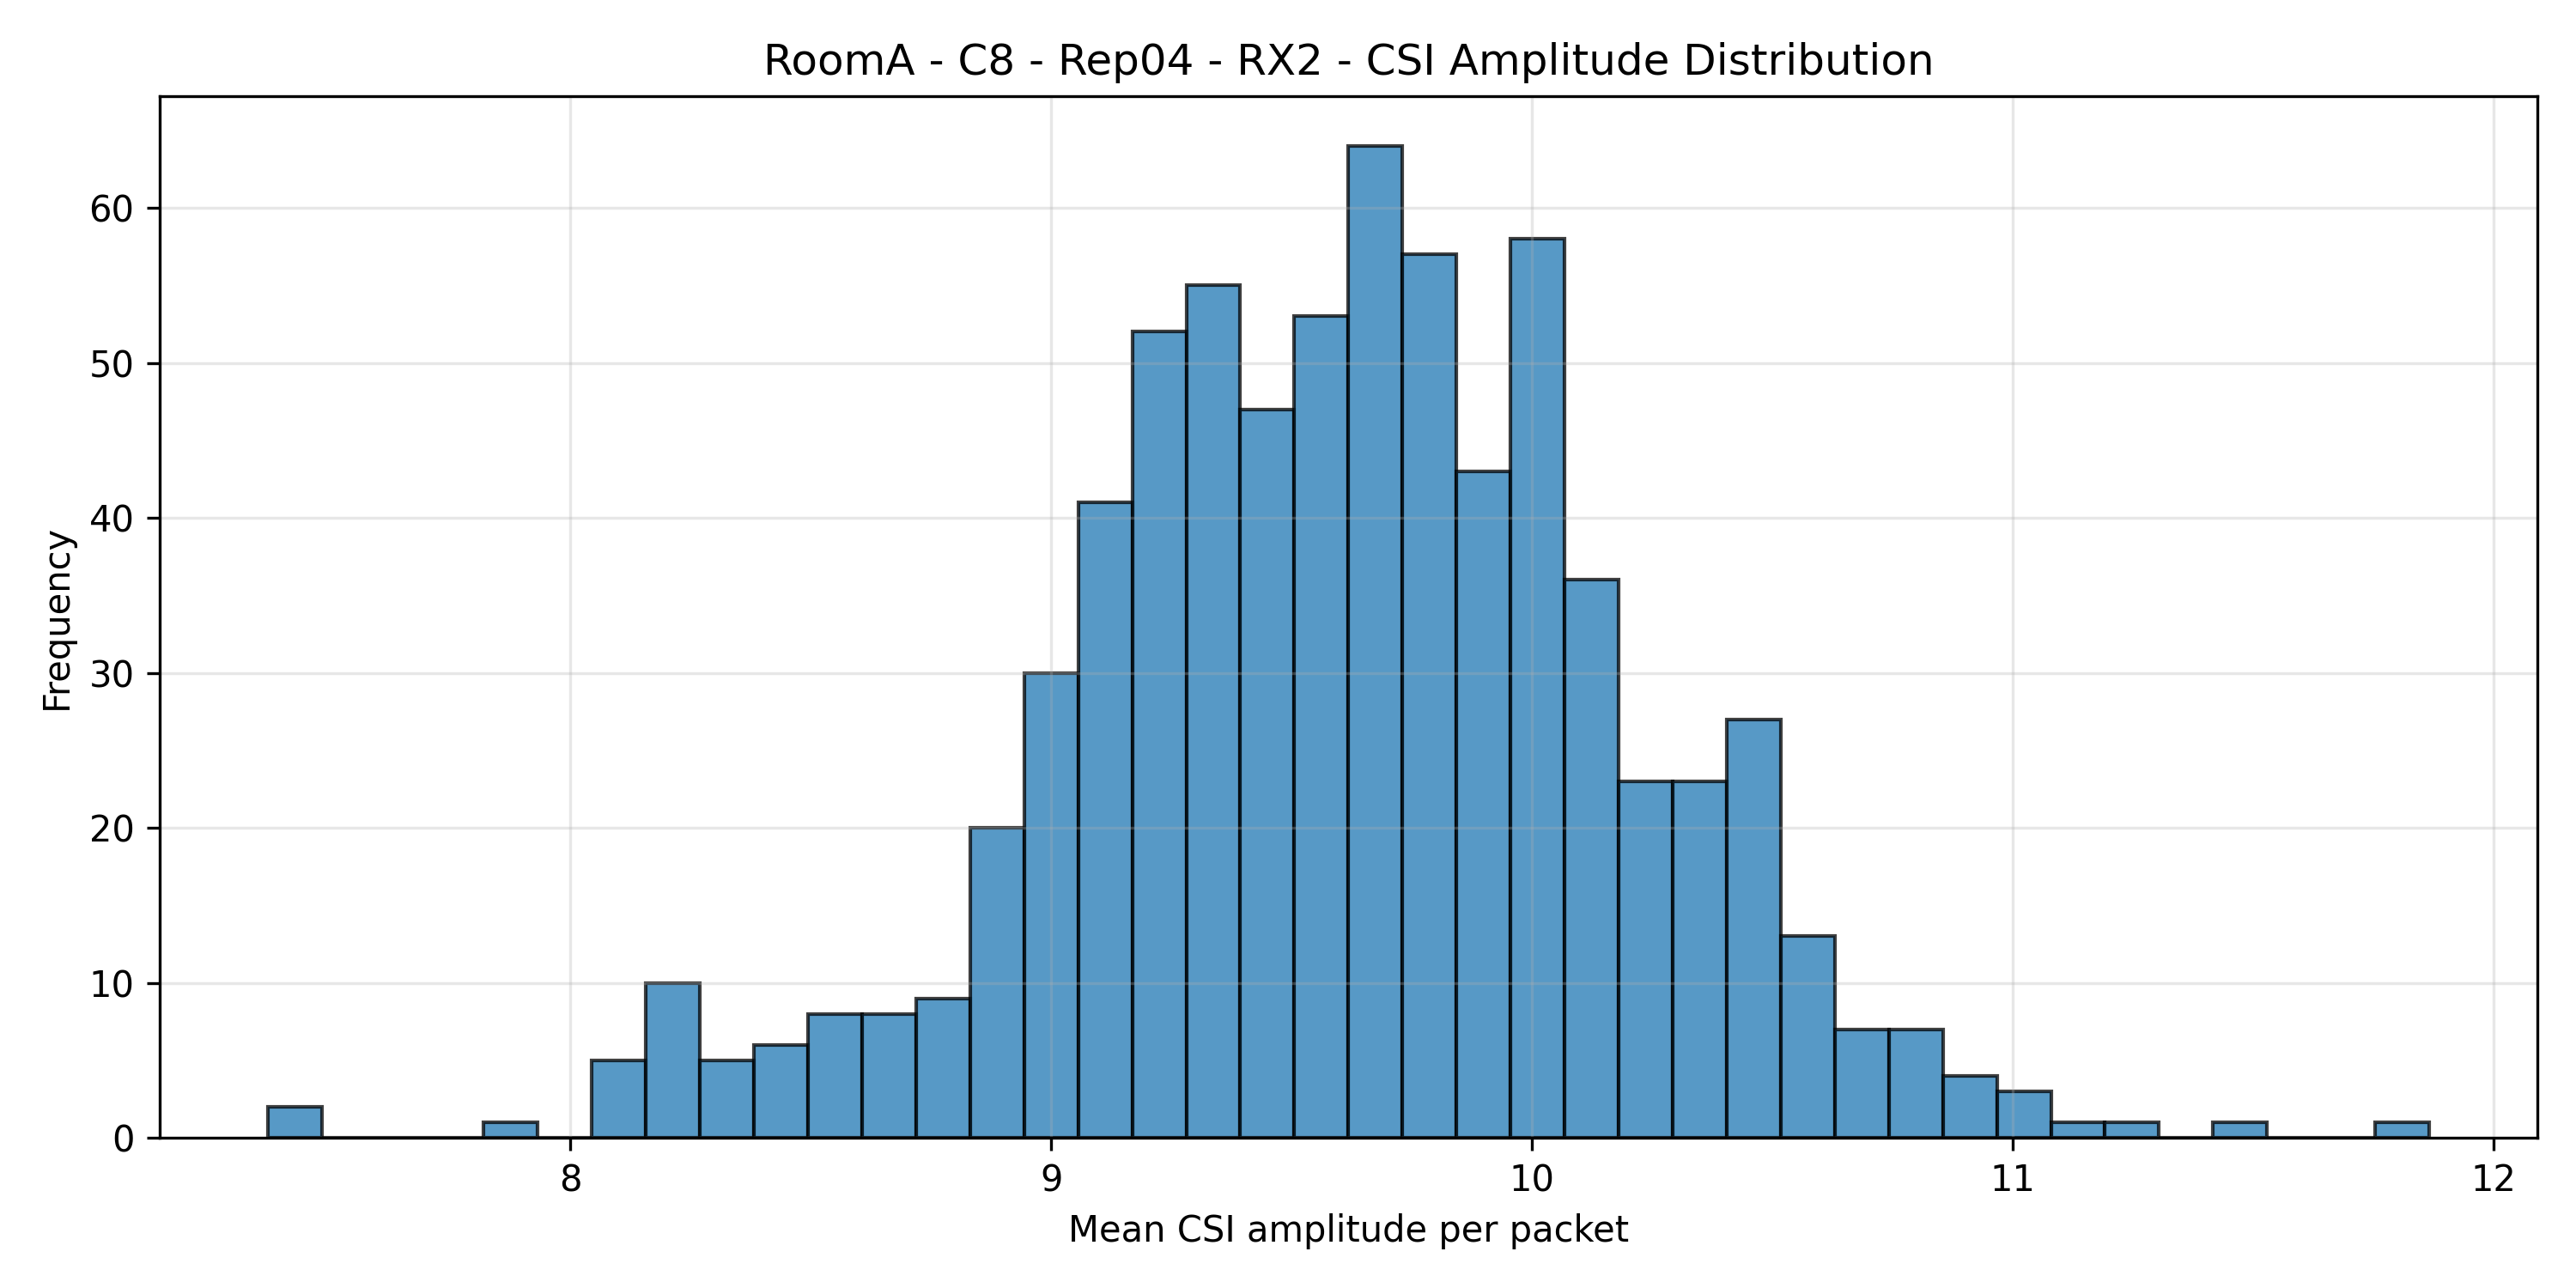 RoomA - C8 - Rep04 - RX2 - CSI Amplitude Distribution
Frequency
60
50
40
30
20
10
0
8 9 10 11 12
Mean CSI amplitude per packet